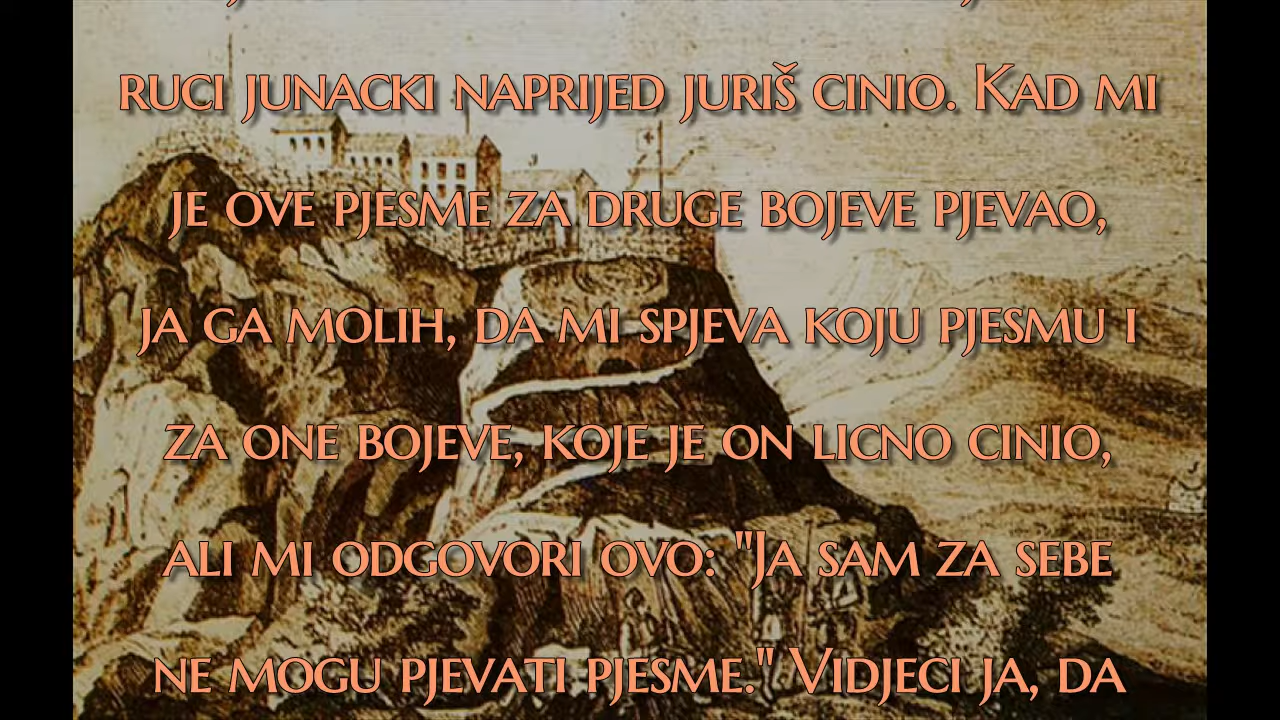 ruci junacki naprijed juriš cinio. Kad mi
je ove pjesme za druge bojeve pjevao,
ja ga molih, da mi spjeva koju pjesmu i
za one bojeve, koje je on licno cinio,
ali mi odgovori ovo: "Ja sam za sebe
ne mogu pjevati pjesme." Vidjeci ja, da